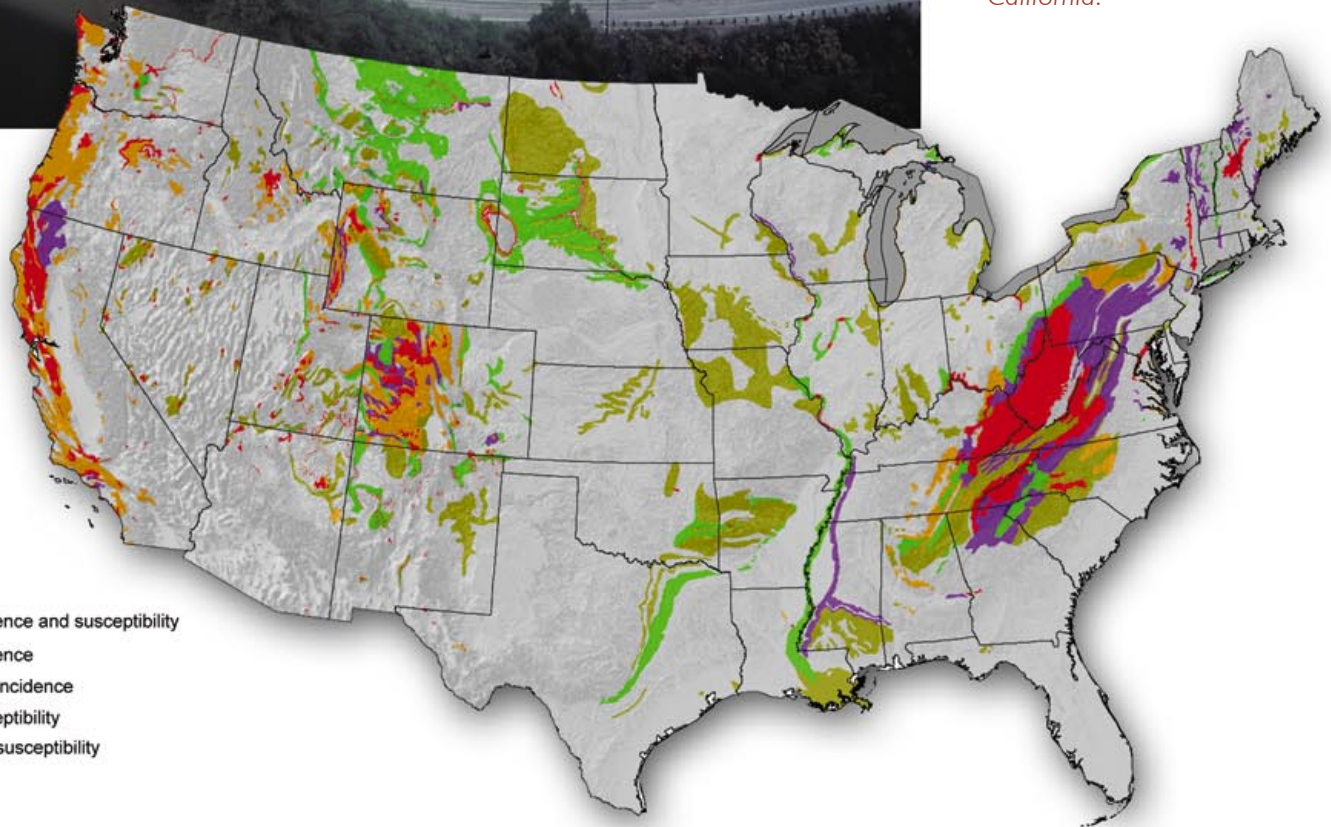 California.
ence and susceptibility
ence
ncidence
eptibility
susceptibility